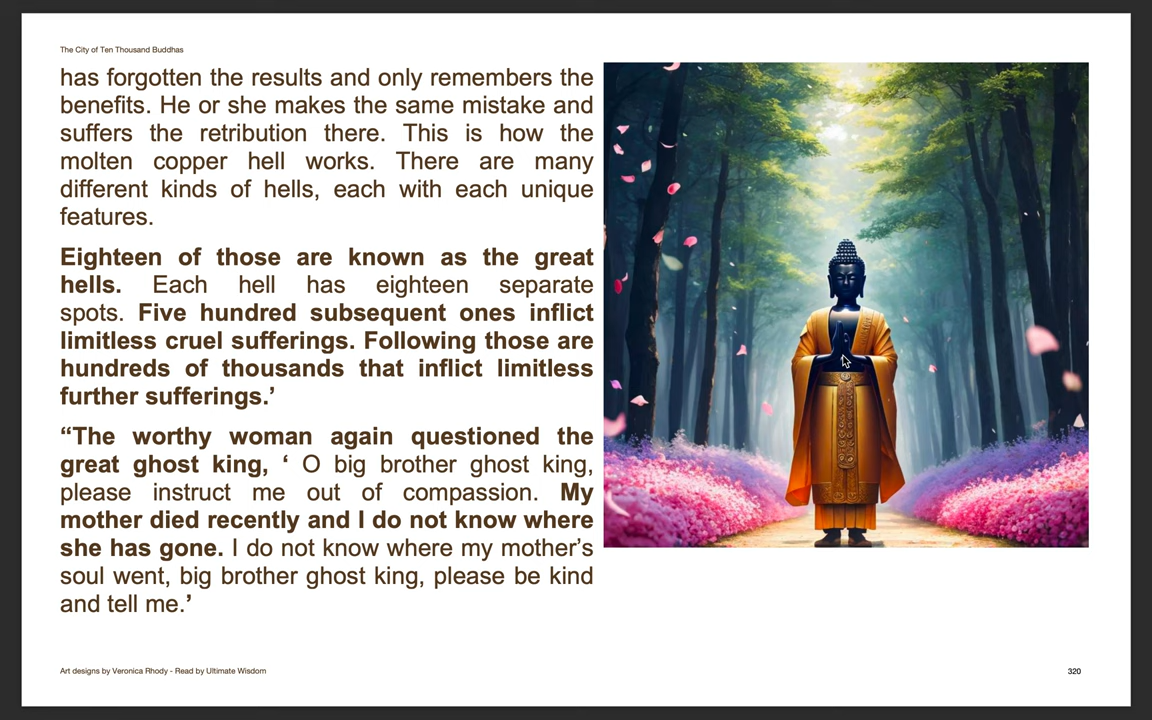 The City of Ten Thousand Buddhas
has forgotten the results and only remembers the
benefits. He or she makes the same mistake and
suffers the retribution there. This is how the
molten copper hell works. There are many
different kinds of hells, each with each unique
features.
Eighteen of those are known as the great
hells. Each hell has eighteen separate
spots. Five hundred subsequent ones inflict
limitless cruel sufferings. Following those are
hundreds of thousands that inflict limitless
further sufferings.’
“The worthy woman again questioned the
great ghost king, ‘ O big brother ghost king,
please instruct me out of compassion. My
mother died recently and I do not know where
she has gone. I do not know where my mother’s
soul went, big brother ghost king, please be kind
and tell me.’
Art designs by Veronica Rhody - Read by Ultimate Wisdom
320